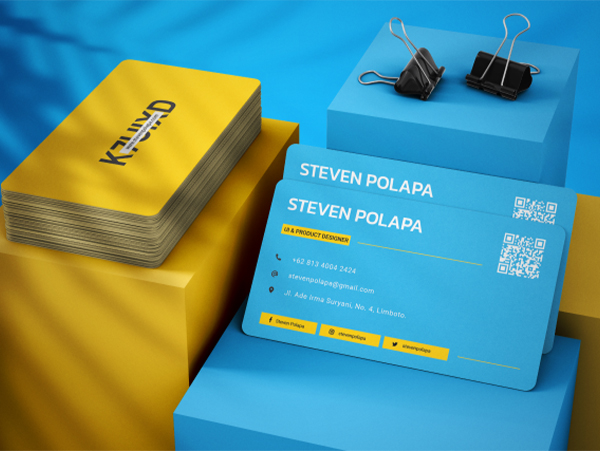 STEVEN POLAPA
STEVEN POLAPA
UI & PRODUCT DESIGNER
+62 813 4004 2424
stevenpolapa@gmail.com
Jl. Ade Irma Suryani, No. 4, Limboto.
Steven Polapa
stevenpolapa
stevenpolapa